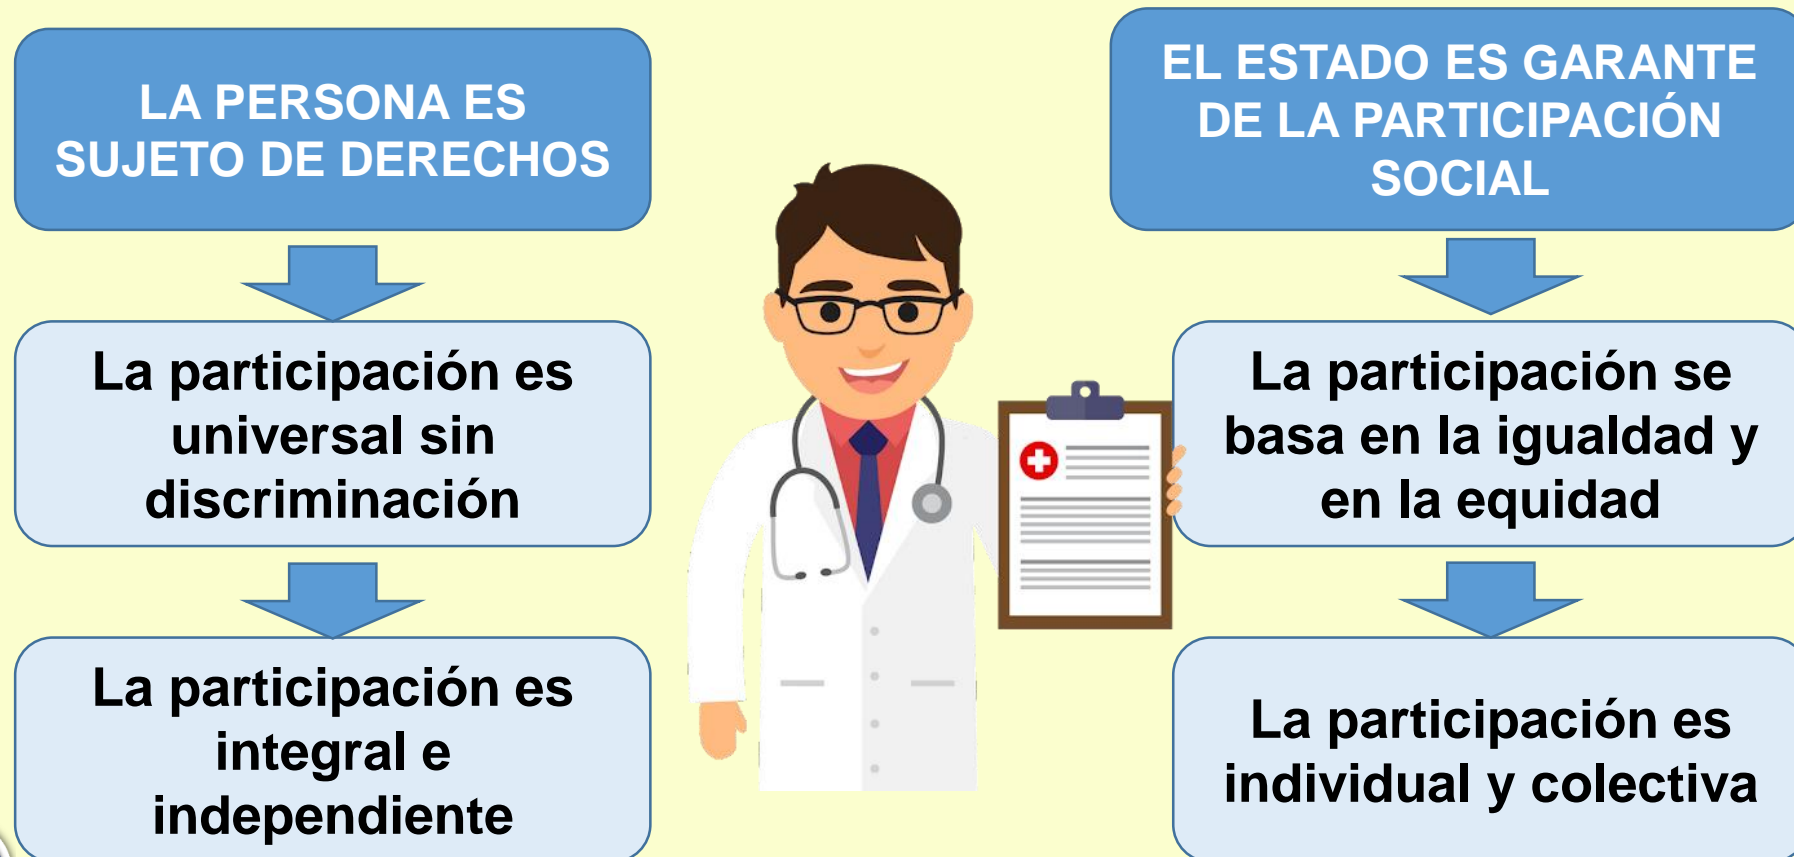 LA PERSONA ES
SUJETO DE DERECHOS
La participación es
universal sin
discriminación
La participación es
integral e
independiente
EL ESTADO ES GARANTE
DE LA PARTICIPACIÓN
SOCIAL
La participación se
basa en la igualdad y
en la equidad
La participación es
individual y colectiva